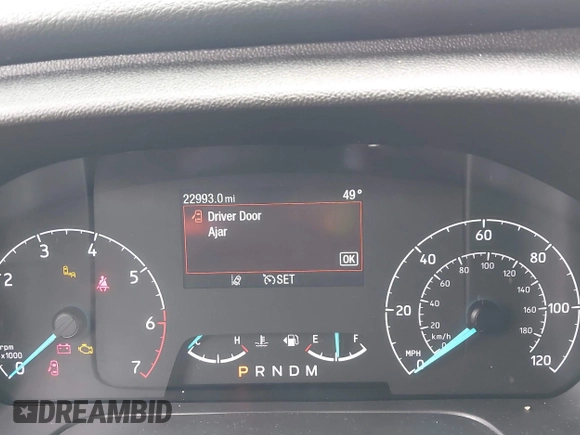 22993.0 mi 49°
Driver Door
Ajar
OK
SET
2 3 4 5 6 7
0
rpm
x1000
C H E F
P R N D M
0 20 40 60 80 100 120
MPH
0 20 40 60 80 100 120 140 160 180
km/h
DREAMBID